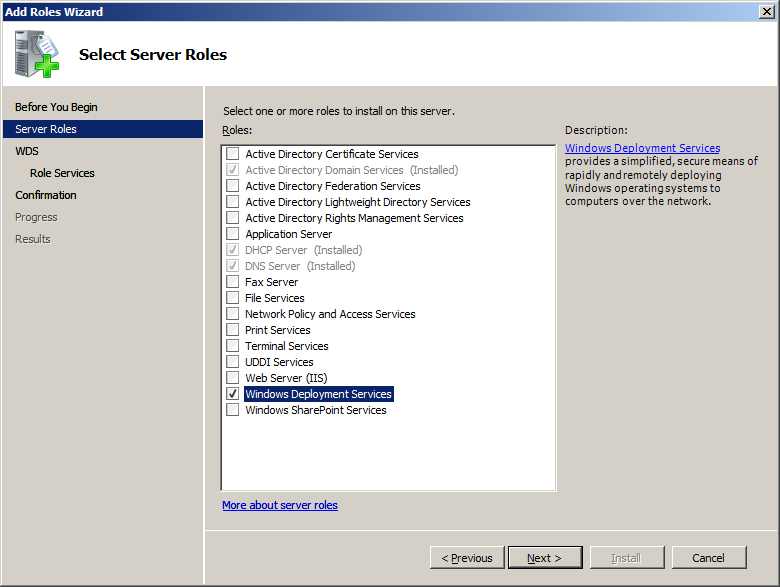 Add Roles Wizard
Select Server Roles
Before You Begin
Server Roles
WDS
Role Services
Confirmation
Progress
Results
Select one or more roles to install on this server.
Roles:
Active Directory Certificate Services
Active Directory Domain Services (Installed)
Active Directory Federation Services
Active Directory Lightweight Directory Services
Active Directory Rights Management Services
Application Server
DHCP Server (Installed)
DNS Server (Installed)
Fax Server
File Services
Network Policy and Access Services
Print Services
Terminal Services
UDDI Services
Web Server (IIS)
Windows Deployment Services
Windows SharePoint Services
More about server roles
Description:
Windows Deployment Services
provides a simplified, secure means of
rapidly and remotely deploying
Windows operating systems to
computers over the network.
< Previous
Next >
Install
Cancel